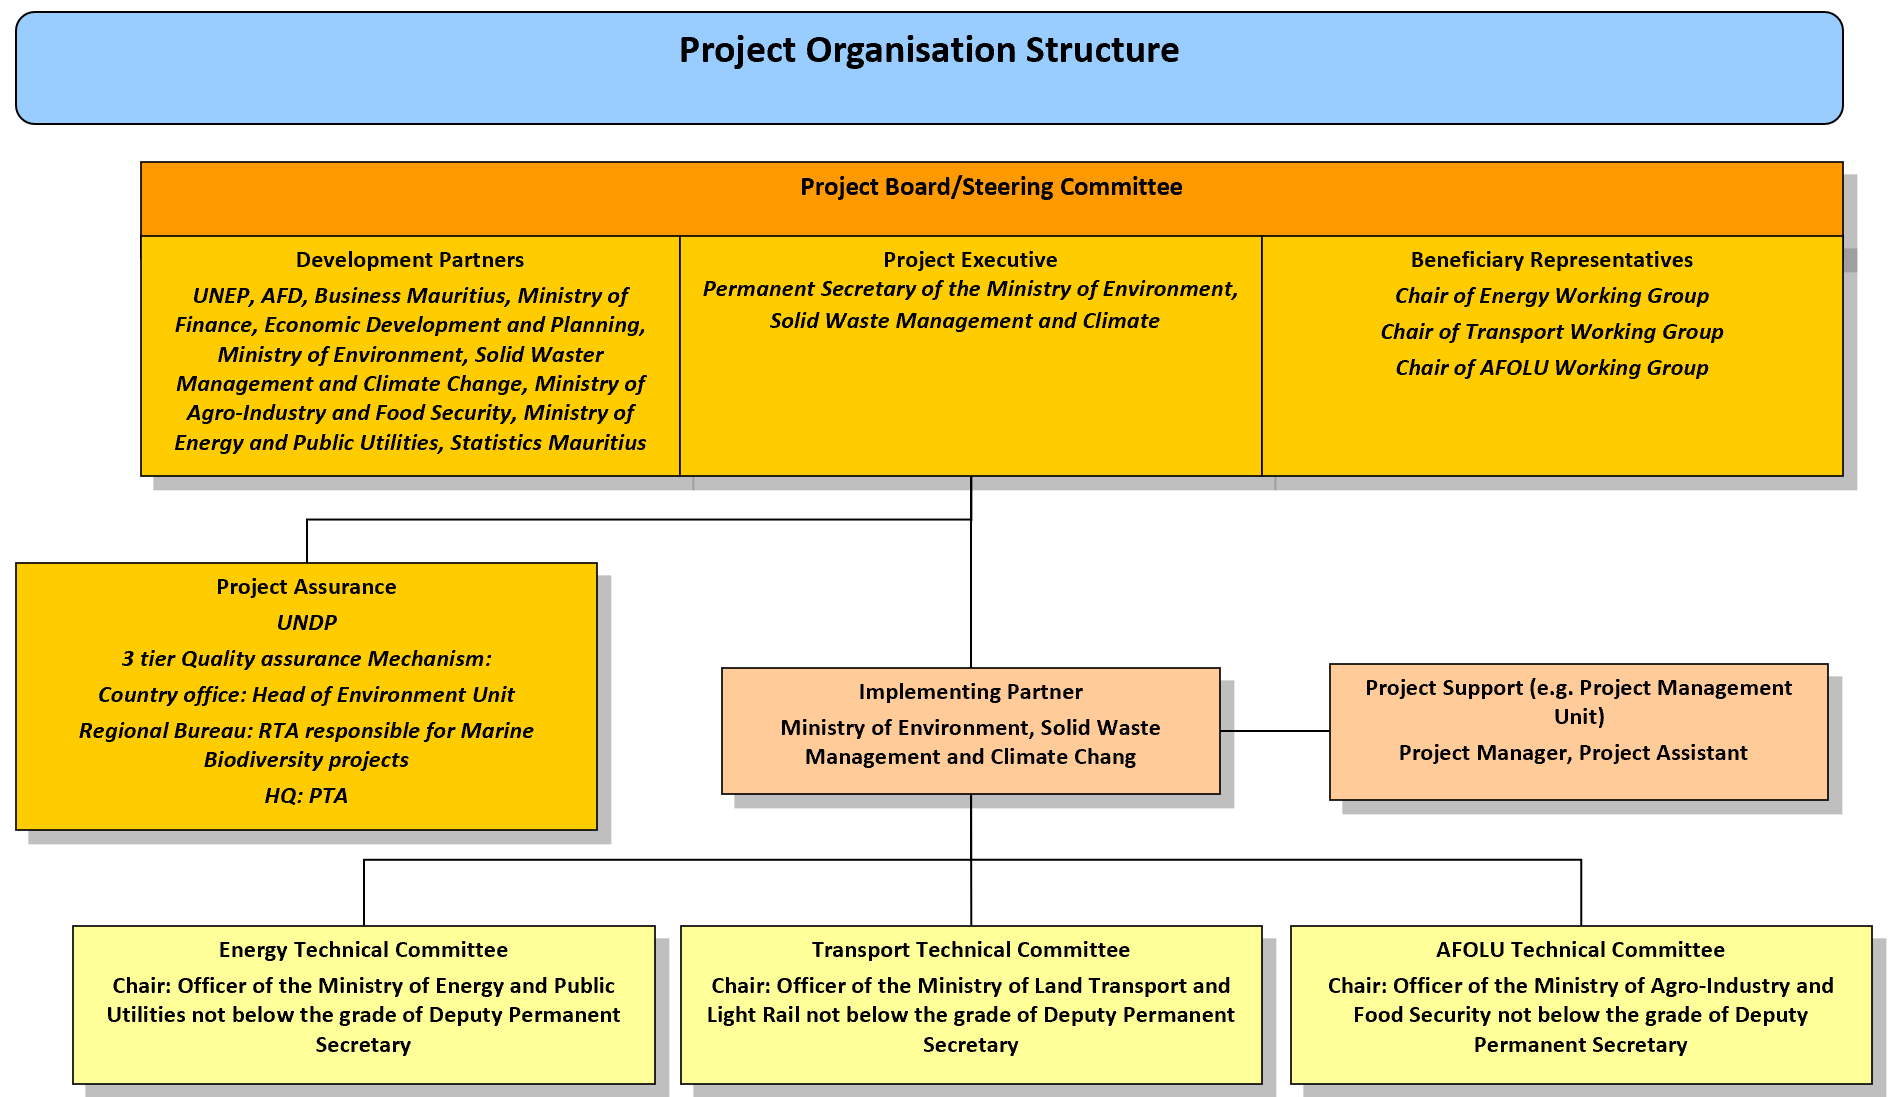 Project Organisation Structure
Project Board/Steering Committee
Development Partners
UNEP, AFD, Business Mauritius, Ministry of
Finance, Economic Development and Planning,
Ministry of Environment, Solid Waster
Management and Climate Change, Ministry of
Agro-Industry and Food Security, Ministry of
Energy and Public Utilities, Statistics Mauritius
Project Executive
Permanent Secretary of the Ministry of Environment,
Solid Waste Management and Climate
Beneficiary Representatives
Chair of Energy Working Group
Chair of Transport Working Group
Chair of AFOLU Working Group
Project Assurance
UNDP
3 tier Quality assurance Mechanism:
Country office: Head of Environment Unit
Regional Bureau: RTA responsible for Marine
Biodiversity projects
HQ: PTA
Implementing Partner
Ministry of Environment, Solid Waste
Management and Climate Chang
Project Support (e.g. Project Management
Unit)
Project Manager, Project Assistant
Energy Technical Committee
Chair: Officer of the Ministry of Energy and Public
Utilities not below the grade of Deputy Permanent
Secretary
Transport Technical Committee
Chair: Officer of the Ministry of Land Transport and
Light Rail not below the grade of Deputy Permanent
Secretary
AFOLU Technical Committee
Chair: Officer of the Ministry of Agro-Industry and
Food Security not below the grade of Deputy
Permanent Secretary